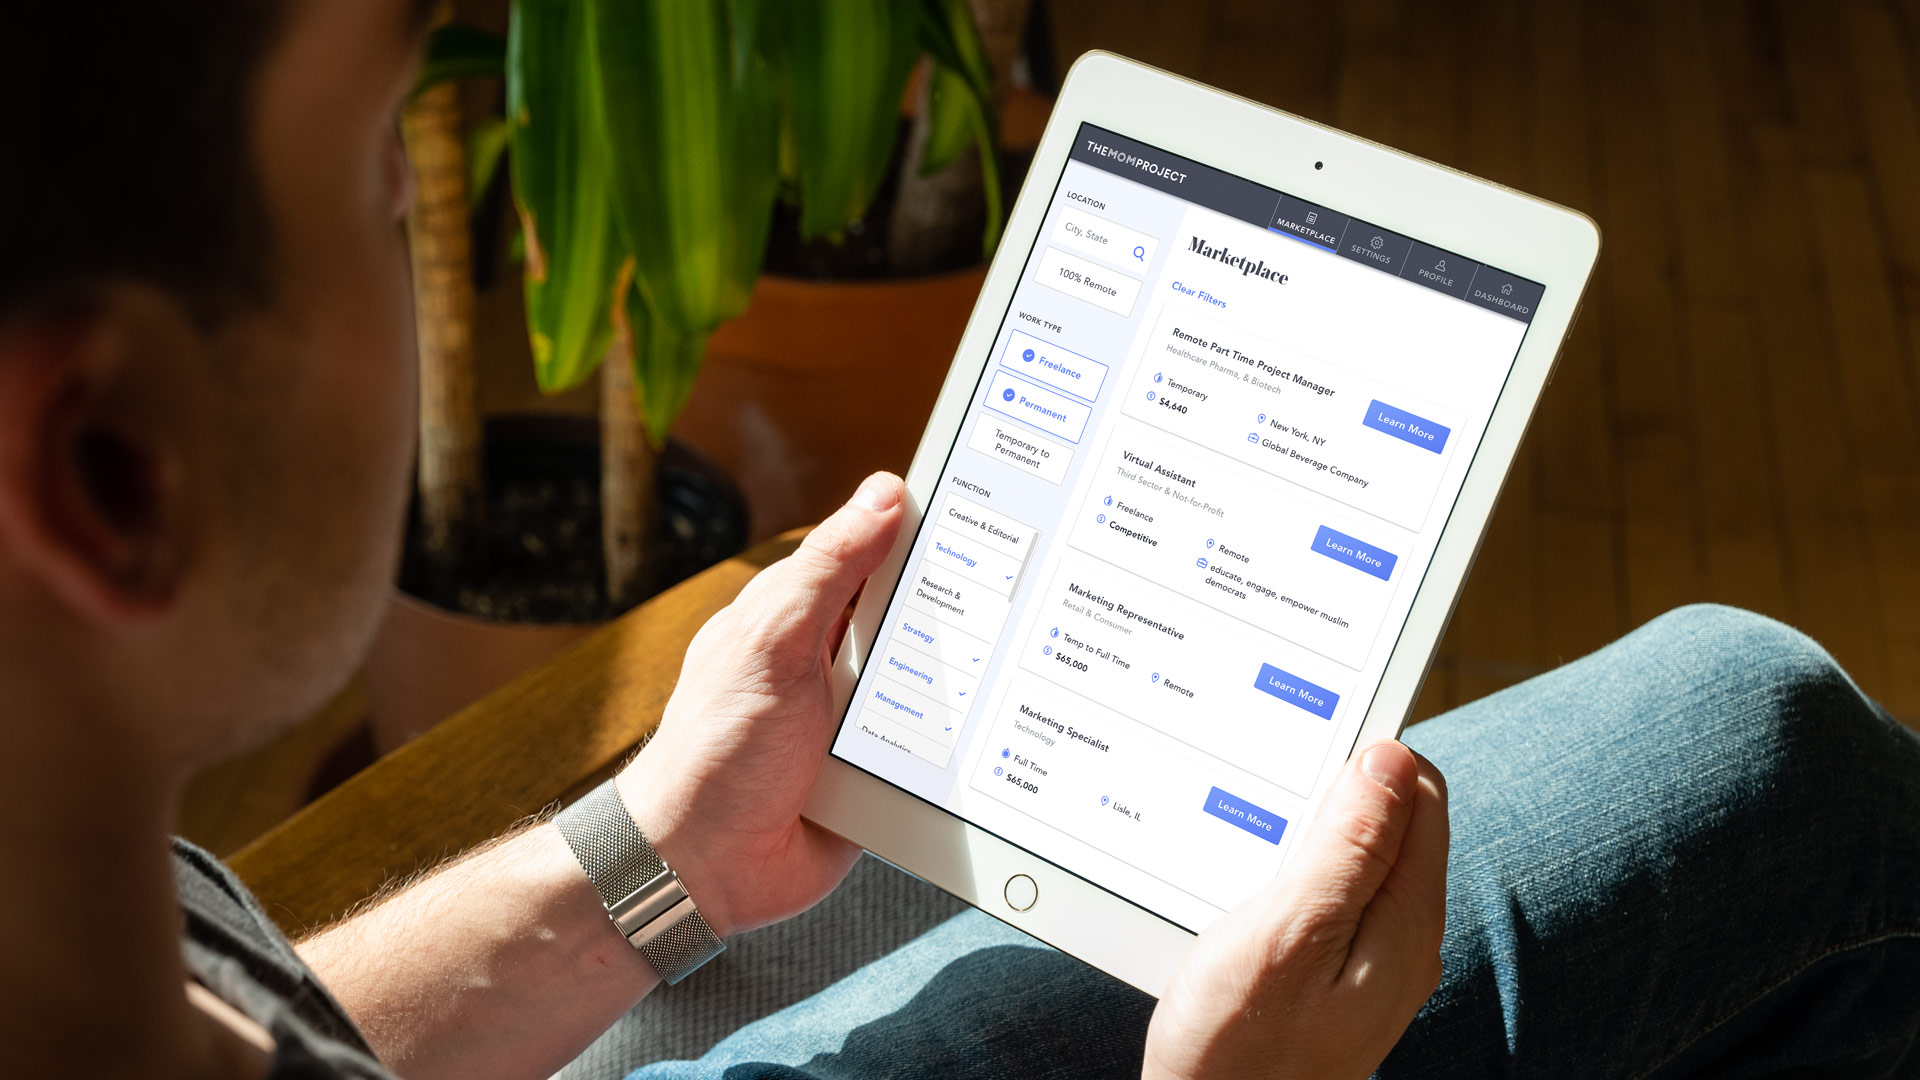 THEMOMPROJECT
MARKETPLACE
SETTINGS
PROFILE
DASHBOARD
LOCATION
City, State
100% Remote
WORK TYPE
Freelance
Permanent
Temporary to
Permanent
FUNCTION
Creative & Editorial
Technology
Research &
Development
Strategy
Engineering
Management
Data Analytics
Marketplace
Clear Filters
Remote Part Time Project Manager
Healthcare Pharma, & Biotech
Temporary
$4,640
New York, NY
Global Beverage Company
Learn More
Virtual Assistant
Third Sector & Not-for-Profit
Freelance
Competitive
Remote
educate, engage, empower muslim
democrats
Learn More
Marketing Representative
Retail & Consumer
Temp to Full Time
$65,000
Remote
Learn More
Marketing Specialist
Technology
Full Time
$65,000
Lisle, IL
Learn More